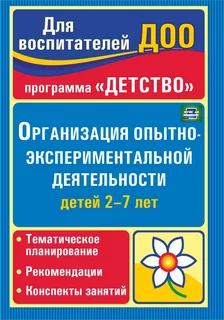 Для
воспитателей ДОО
программа «ДЕТСТВО»
Организация опытно-
экспериментальной
деятельности
детей 2–7 лет
• Тематическое
планирование
• Рекомендации
• Конспекты занятий